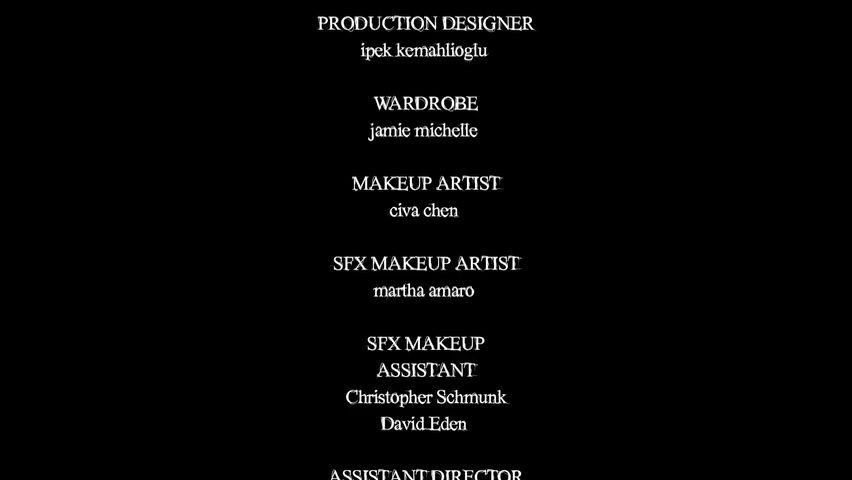 PRODUCTION DESIGNER
ipek kemahlioglu
WARDROBE
jamie michelle
MAKEUP ARTIST
civa chen
SFX MAKEUP ARTIST
martha amaro
SFX MAKEUP
ASSISTANT
Christopher Schmunk
David Eden
ASSISTANT DIRECTOR